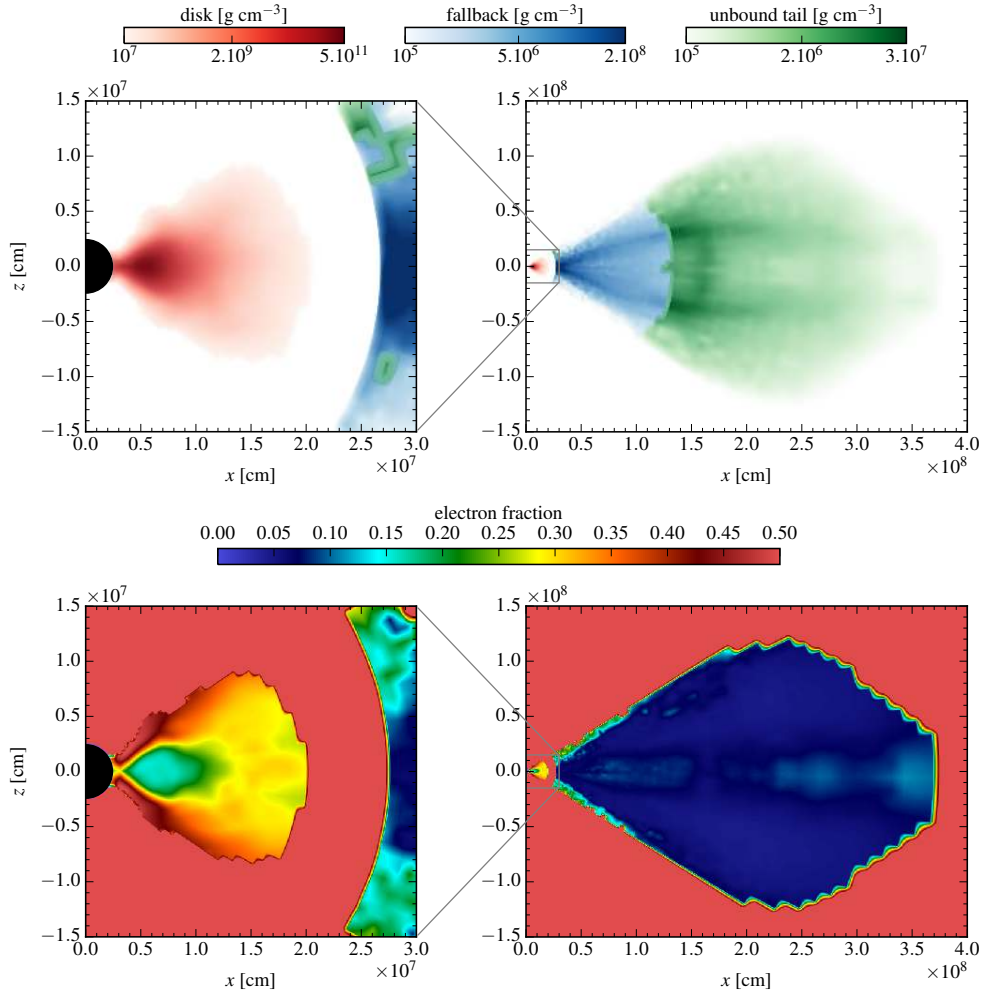 disk [g cm−3] fallback [g cm−3] unbound tail [g cm−3]
10^7 2.10^9 5.10^11 10^5 5.10^6 2.10^8 10^5 2.10^6 3.10^7
×10^7 ×10^8
1.5
1.0
0.5
0.0
−0.5
−1.0
−1.5
z [cm]
0.0 0.5 1.0 1.5 2.0 2.5 3.0
×10^7
x [cm]
1.5
1.0
0.5
0.0
−0.5
−1.0
−1.5
0.0 0.5 1.0 1.5 2.0 2.5 3.0 3.5 4.0
×10^8
x [cm]
electron fraction
0.00 0.05 0.10 0.15 0.20 0.25 0.30 0.35 0.40 0.45 0.50
×10^7 ×10^8
1.5
1.0
0.5
0.0
−0.5
−1.0
−1.5
z [cm]
0.0 0.5 1.0 1.5 2.0 2.5 3.0
×10^7
x [cm]
1.5
1.0
0.5
0.0
−0.5
−1.0
−1.5
0.0 0.5 1.0 1.5 2.0 2.5 3.0 3.5 4.0
×10^8
x [cm]